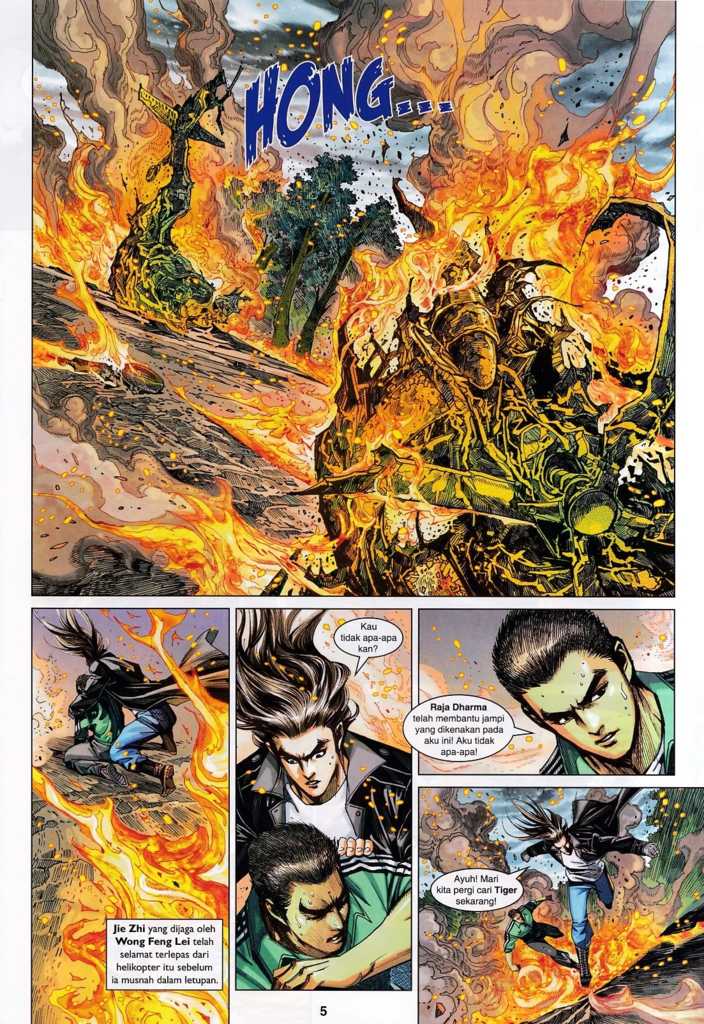 HONG...
Jie Zhi yang dijaga oleh
Wong Feng Lei telah
selamat terlepas dari
helikopter itu sebelum
ia musnah dalam letupan.
Kau
tidak apa-apa
kan?
Raja Dharma
telah membantu jampi
yang dikenakan pada
aku ini! Aku tidak
apa-apa!
Ayuh! Mari
kita pergi cari Tiger
sekarang!
5